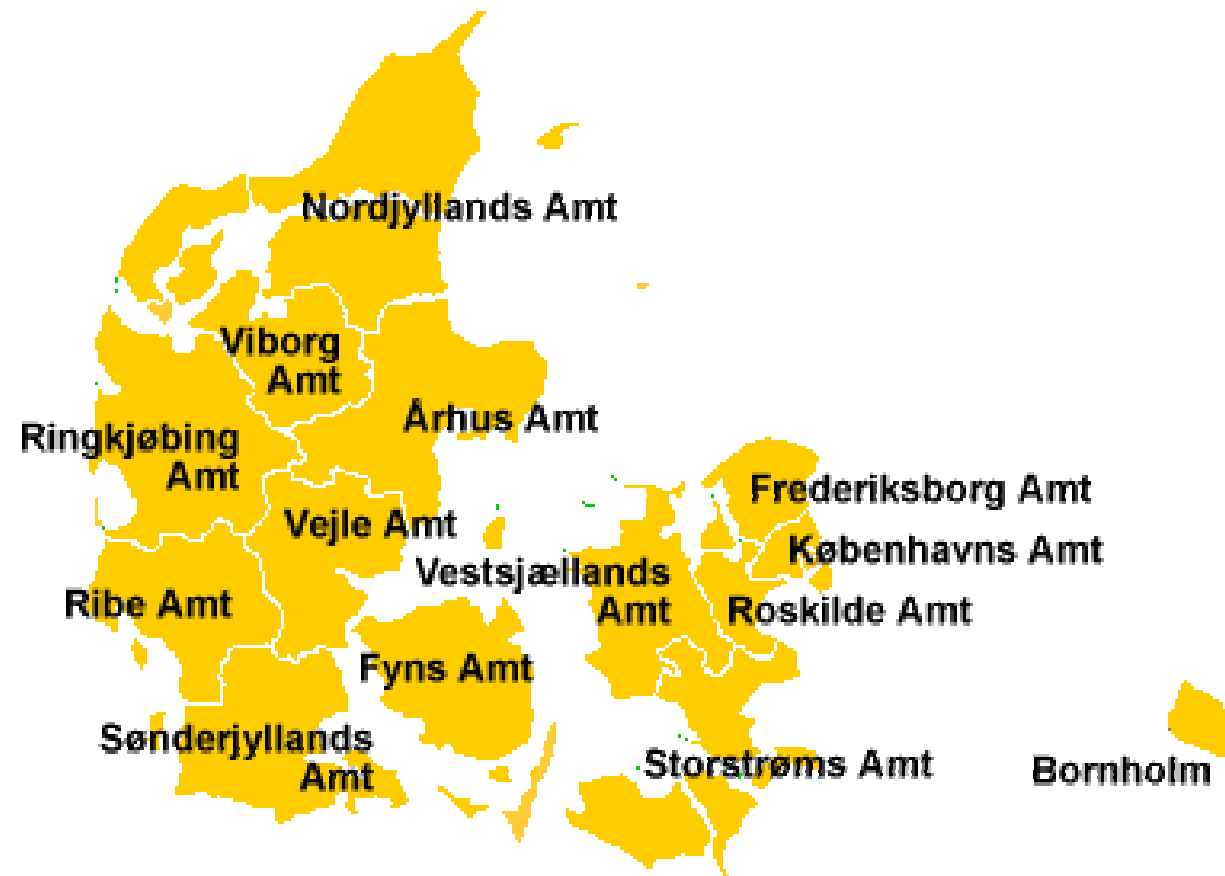 Nordjyllands Amt
Viborg
Amt
Århus Amt
Ringkjøbing
Amt
Frederiksborg Amt
Vejle Amt
Københavns Amt
Vestsjællands
Amt
Ribe Amt
Roskilde Amt
Fyns Amt
Sønderjyllands
Amt
Storstrøms Amt
Bornholm